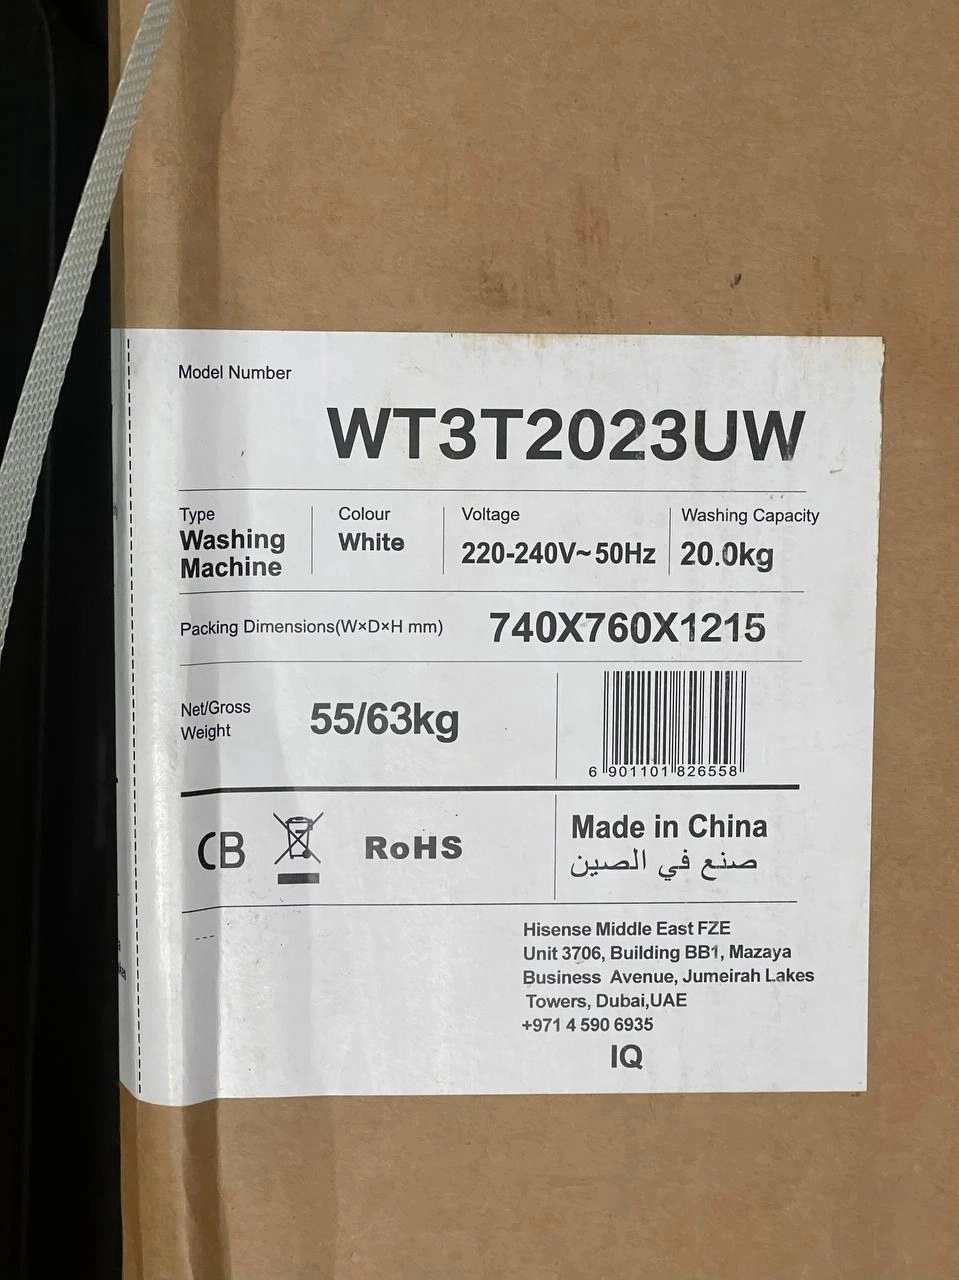 Model Number
WT3T2023UW
Type
Washing
Machine
Colour
White
Voltage
220-240V~50Hz
Washing Capacity
20.0kg
Packing Dimensions(W×D×H mm)
740X760X1215
Net/Gross
Weight
55/63kg
6 901101 826558
CB
RoHS
Made in China
صنع في الصين
---
Hisense Middle East FZE
Unit 3706, Building BB1, Mazaya
Business Avenue, Jumeirah Lakes
Towers, Dubai,UAE
+971 4 590 6935
IQ